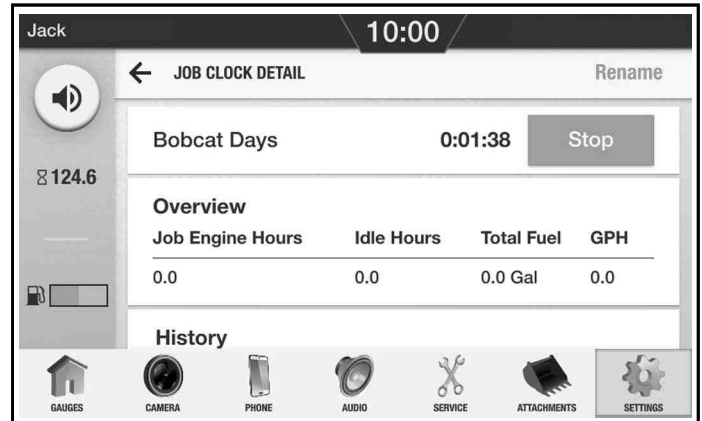 Jack
10:00
JOB CLOCK DETAIL
Rename
Bobcat Days
0:01:38
Stop
124.6
Overview
Job Engine Hours Idle Hours Total Fuel GPH
0.0 0.0 0.0 Gal 0.0
History
GAUGES CAMERA PHONE AUDIO SERVICE ATTACHMENTS SETTINGS